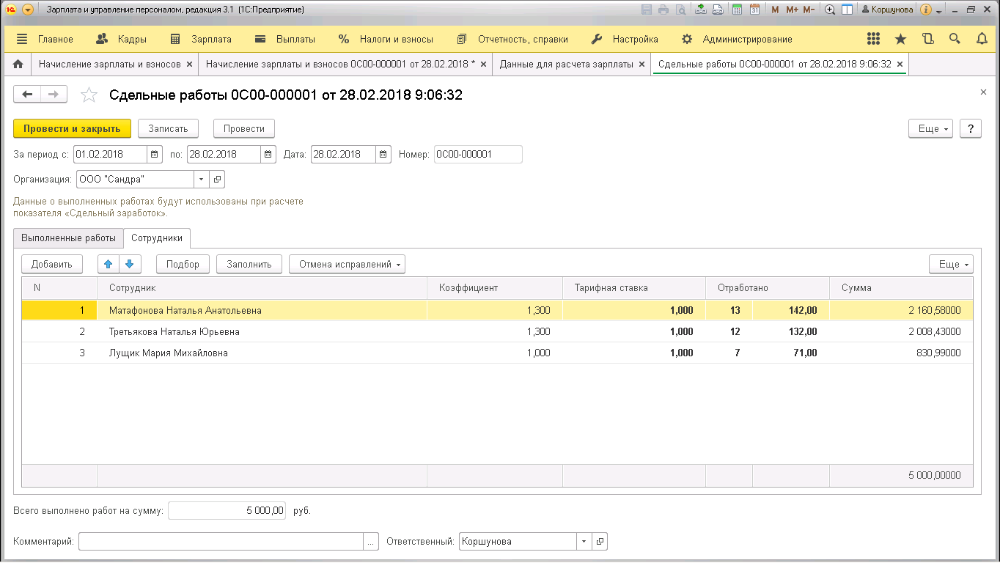 Зарплата и управление персоналом, редакция 3.1 (1С:Предприятие)
M M+ M- Коршунова
Главное Кадры Зарплата Выплаты % Налоги и взносы Отчетность, справки Настройка Администрирование
Начисление зарплаты и взносов × Начисление зарплаты и взносов 0С00-000001 от 28.02.2018 * × Данные для расчета зарплаты × Сдельные работы 0С00-000001 от 28.02.2018 9:06:32 ×
Сдельные работы 0С00-000001 от 28.02.2018 9:06:32
Провести и закрыть Записать Провести Еще ?
За период с: 01.02.2018 по: 28.02.2018 Дата: 28.02.2018 Номер: 0С00-000001
Организация: ООО "Сандра"
Данные о выполненных работах будут использованы при расчете
показателя «Сдельный заработок».
Выполненные работы Сотрудники
Добавить Подбор Заполнить Отмена исправлений Еще
N Сотрудник Коэффициент Тарифная ставка Отработано Сумма
1 Матафонова Наталья Анатольевна 1,300 1,000 13 142,00 2 160,58000
2 Третьякова Наталья Юрьевна 1,300 1,000 12 132,00 2 008,43000
3 Лущик Мария Михайловна 1,000 1,000 7 71,00 830,99000
5 000,00000
Всего выполнено работ на сумму: 5 000,00 руб.
Комментарий: ... Ответственный: Коршунова